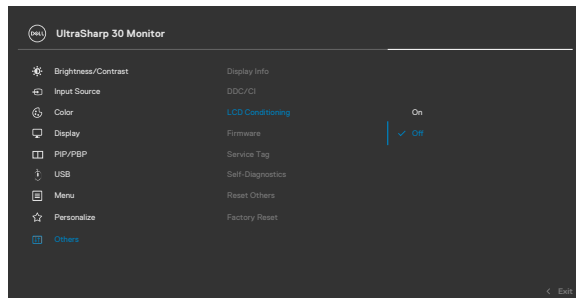 DELL UltraSharp 30 Monitor
Brightness/Contrast Display Info
Input Source DDC/CI
Color LCD Conditioning On
Display Firmware Off
PIP/PBP Service Tag
USB Self-Diagnostics
Menu Reset Others
Personalize Factory Reset
Others
< Exit